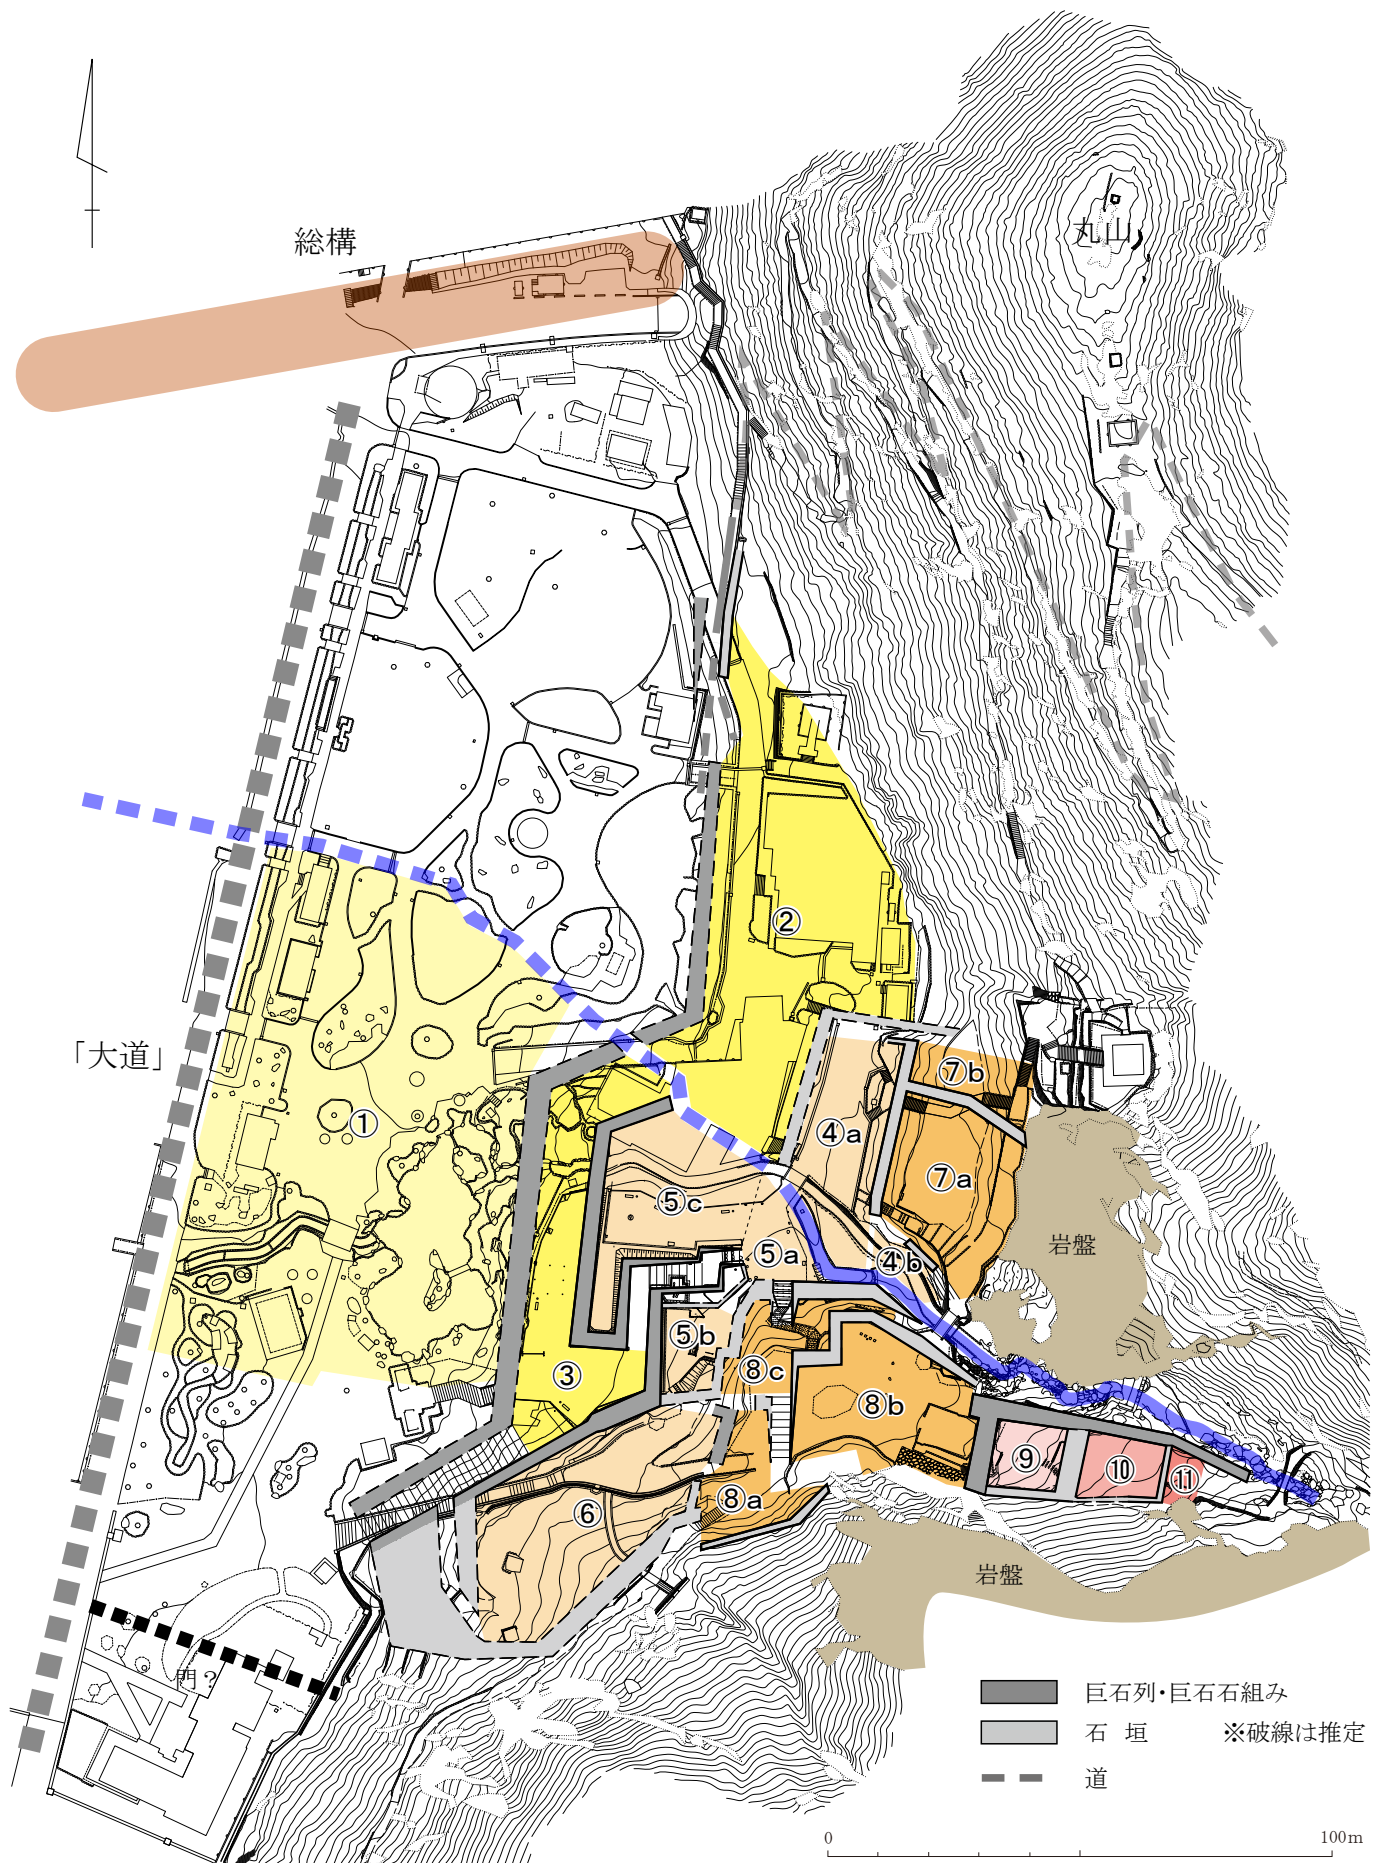 総構
丸山
②
「大道」
①
④a
⑦b
⑦a
⑤c
⑤a
④b
岩盤
⑤b
⑧c
③
⑧b
⑨
⑩
⑪
⑧a
⑥
岩盤
門？
巨石列・巨石石組み
石 垣 ※破線は推定
道
0 100m